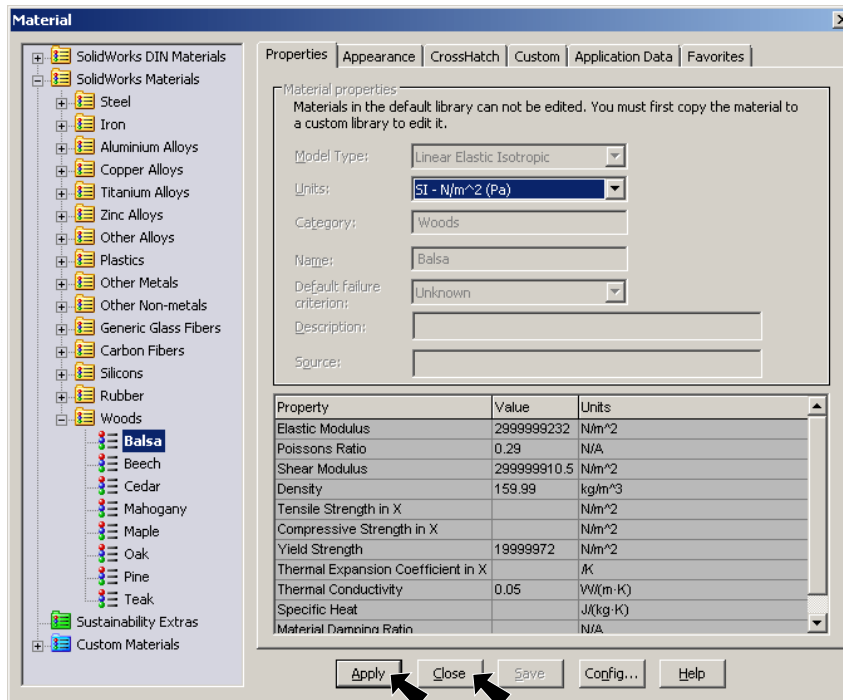 Material
SolidWorks DIN Materials
SolidWorks Materials
Steel
Iron
Aluminium Alloys
Copper Alloys
Titanium Alloys
Zinc Alloys
Other Alloys
Plastics
Other Metals
Other Non-metals
Generic Glass Fibers
Carbon Fibers
Silicons
Rubber
Woods
Balsa
Beech
Cedar
Mahogany
Maple
Oak
Pine
Teak
Sustainability Extras
Custom Materials
Properties Appearance CrossHatch Custom Application Data Favorites
Material properties
Materials in the default library can not be edited. You must first copy the material to
a custom library to edit it.
Model Type: Linear Elastic Isotropic
Units: SI - N/m^2 (Pa)
Category: Woods
Name: Balsa
Default failure
criterion: Unknown
Description:
Source:
Property Value Units
Elastic Modulus 2999999232 N/m^2
Poissons Ratio 0.29 N/A
Shear Modulus 299999910.5 N/m^2
Density 159.99 kg/m^3
Tensile Strength in X N/m^2
Compressive Strength in X N/m^2
Yield Strength 19999972 N/m^2
Thermal Expansion Coefficient in X /K
Thermal Conductivity 0.05 W/(m·K)
Specific Heat J/(kg·K)
Material Damping Ratio N/A
Apply Close Save Config... Help